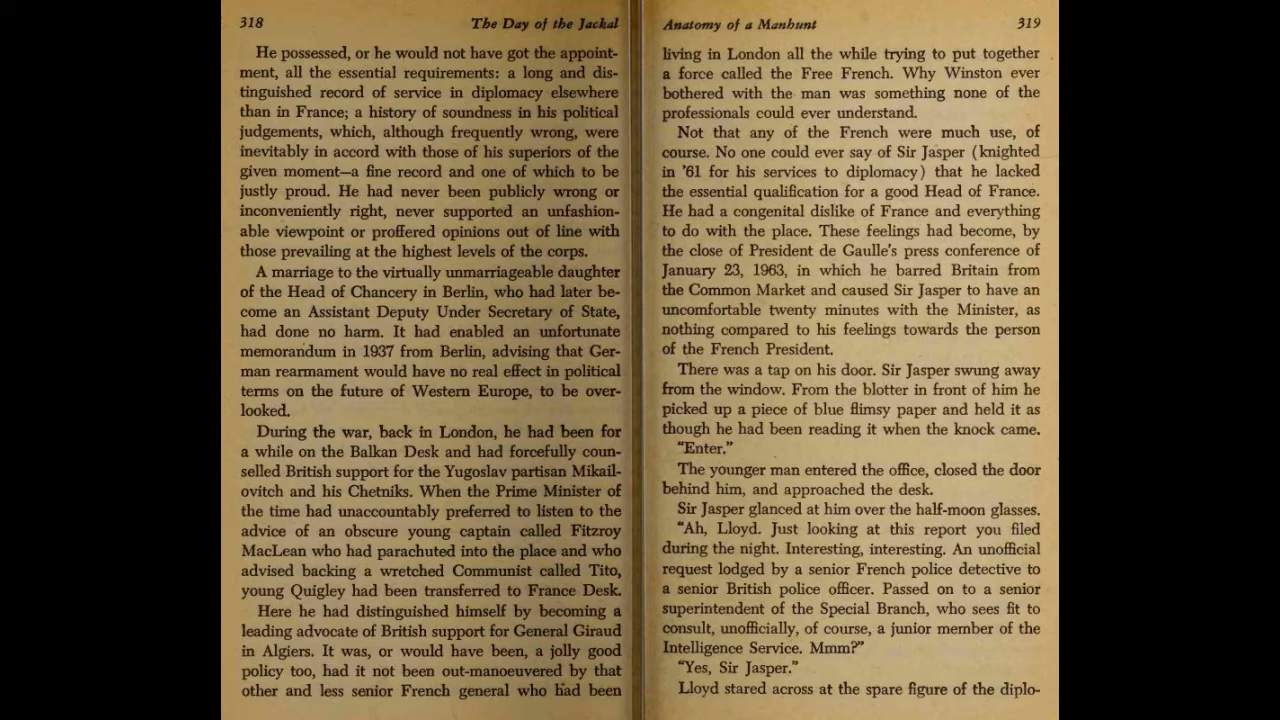 318 The Day of the Jackal
He possessed, or he would not have got the appoint-
ment, all the essential requirements: a long and dis-
tinguished record of service in diplomacy elsewhere
than in France; a history of soundness in his political
judgements, which, although frequently wrong, were
inevitably in accord with those of his superiors of the
given moment—a fine record and one of which to be
justly proud. He had never been publicly wrong or
inconveniently right, never supported an unfashion-
able viewpoint or proffered opinions out of line with
those prevailing at the highest levels of the corps.
A marriage to the virtually unmarriageable daughter
of the Head of Chancery in Berlin, who had later be-
come an Assistant Deputy Under Secretary of State,
had done no harm. It had enabled an unfortunate
memorandum in 1937 from Berlin, advising that Ger-
man rearmament would have no real effect in political
terms on the future of Western Europe, to be over-
looked.
During the war, back in London, he had been for
a while on the Balkan Desk and had forcefully coun-
selled British support for the Yugoslav partisan Mikail-
ovitch and his Chetniks. When the Prime Minister of
the time had unaccountably preferred to listen to the
advice of an obscure young captain called Fitzroy
MacLean who had parachuted into the place and who
advised backing a wretched Communist called Tito,
young Quigley had been transferred to France Desk.
Here he had distinguished himself by becoming a
leading advocate of British support for General Giraud
in Algiers. It was, or would have been, a jolly good
policy too, had it not been out-manoeuvered by that
other and less senior French general who had been
Anatomy of a Manhunt 319
living in London all the while trying to put together
a force called the Free French. Why Winston ever
bothered with the man was something none of the
professionals could ever understand.
Not that any of the French were much use, of
course. No one could ever say of Sir Jasper (knighted
in '61 for his services to diplomacy) that he lacked
the essential qualification for a good Head of France.
He had a congenital dislike of France and everything
to do with the place. These feelings had become, by
the close of President de Gaulle's press conference of
January 23, 1963, in which he barred Britain from
the Common Market and caused Sir Jasper to have an
uncomfortable twenty minutes with the Minister, as
nothing compared to his feelings towards the person
of the French President.
There was a tap on his door. Sir Jasper swung away
from the window. From the blotter in front of him he
picked up a piece of blue flimsy paper and held it as
though he had been reading it when the knock came.
"Enter."
The younger man entered the office, closed the door
behind him, and approached the desk.
Sir Jasper glanced at him over the half-moon glasses.
"Ah, Lloyd. Just looking at this report you filed
during the night. Interesting, interesting. An unofficial
request lodged by a senior French police detective to
a senior British police officer. Passed on to a senior
superintendent of the Special Branch, who sees fit to
consult, unofficially, of course, a junior member of the
Intelligence Service. Mmm?"
"Yes, Sir Jasper."
Lloyd stared across at the spare figure of the diplo-